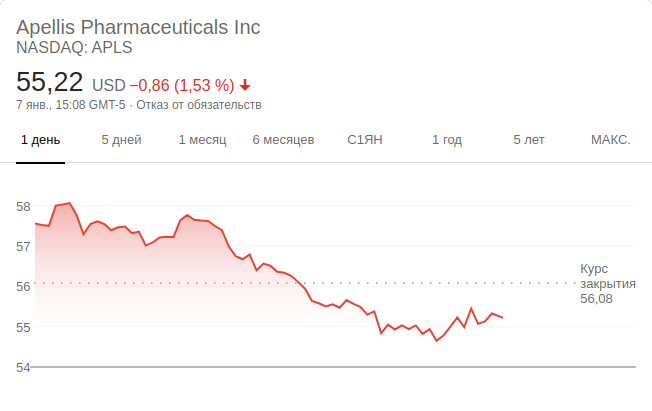 Apellis Pharmaceuticals Inc
NASDAQ: APLS
55,22 USD −0,86 (1,53 %)
7 янв., 15:08 GMT-5 · Отказ от обязательств
1 день 5 дней 1 месяц 6 месяцев С1ЯН 1 год 5 лет МАКС.
58
57
56
55
54
Курс
закрытия
56,08